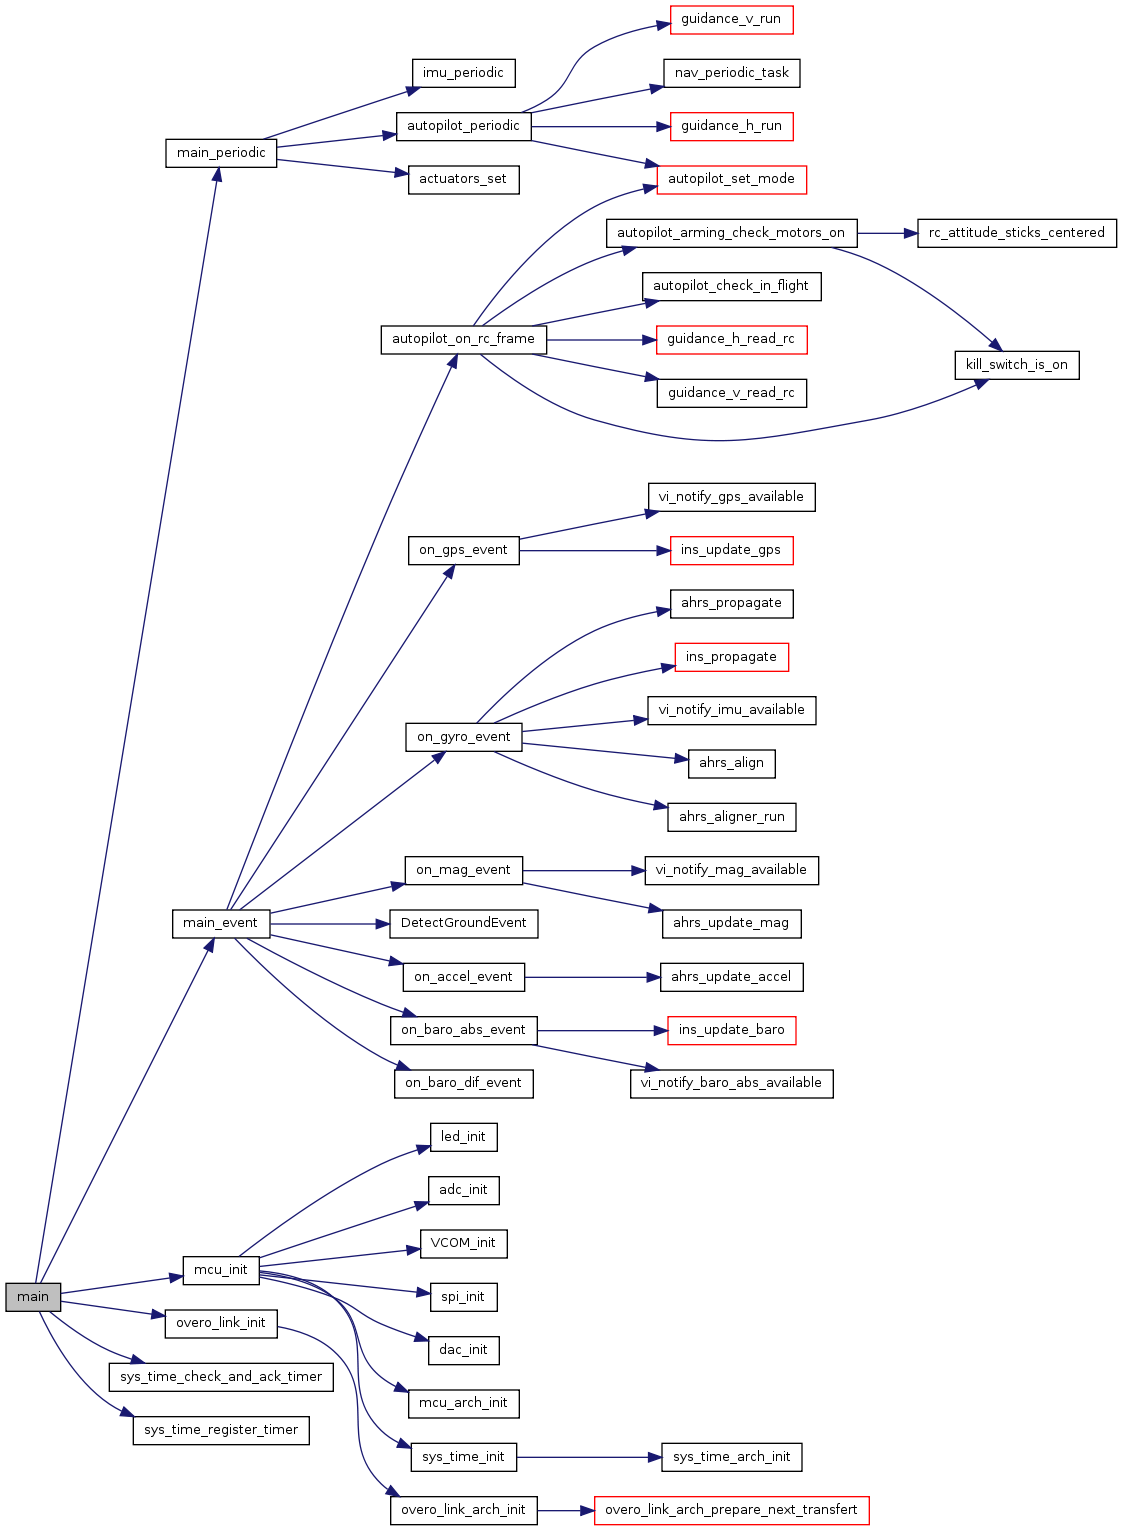 guidance_v_run
imu_periodic
nav_periodic_task
autopilot_periodic
guidance_h_run
main_periodic
actuators_set
autopilot_set_mode
autopilot_arming_check_motors_on
rc_attitude_sticks_centered
autopilot_check_in_flight
autopilot_on_rc_frame
guidance_h_read_rc
kill_switch_is_on
guidance_v_read_rc
vi_notify_gps_available
on_gps_event
ins_update_gps
ahrs_propagate
ins_propagate
vi_notify_imu_available
on_gyro_event
ahrs_align
ahrs_aligner_run
on_mag_event
vi_notify_mag_available
main_event
DetectGroundEvent
ahrs_update_mag
on_accel_event
ahrs_update_accel
on_baro_abs_event
ins_update_baro
on_baro_dif_event
vi_notify_baro_abs_available
led_init
adc_init
VCOM_init
mcu_init
spi_init
main
overo_link_init
dac_init
sys_time_check_and_ack_timer
mcu_arch_init
sys_time_register_timer
sys_time_init
sys_time_arch_init
overo_link_arch_init
overo_link_arch_prepare_next_transfert